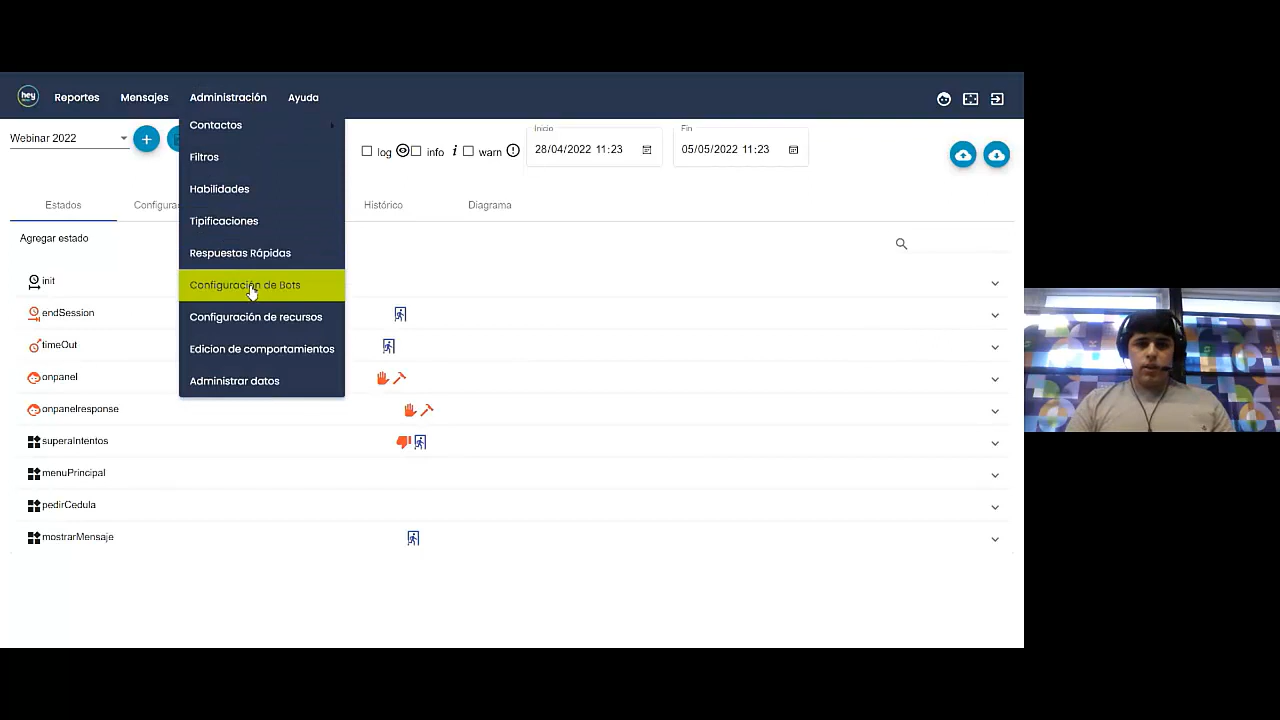 hey
Reportes Mensajes Administración Ayuda
Webinar 2022
log info warn
Inicio
28/04/2022 11:23
Fin
05/05/2022 11:23
Contactos
Filtros
Habilidades
Tipificaciones
Respuestas Rápidas
Configuración de Bots
Configuración de recursos
Edicion de comportamientos
Administrar datos
Estados Configurac Histórico Diagrama
Agregar estado
init
endSession
timeOut
onpanel
onpanelresponse
superaIntentos
menuPrincipal
pedirCedula
mostrarMensaje